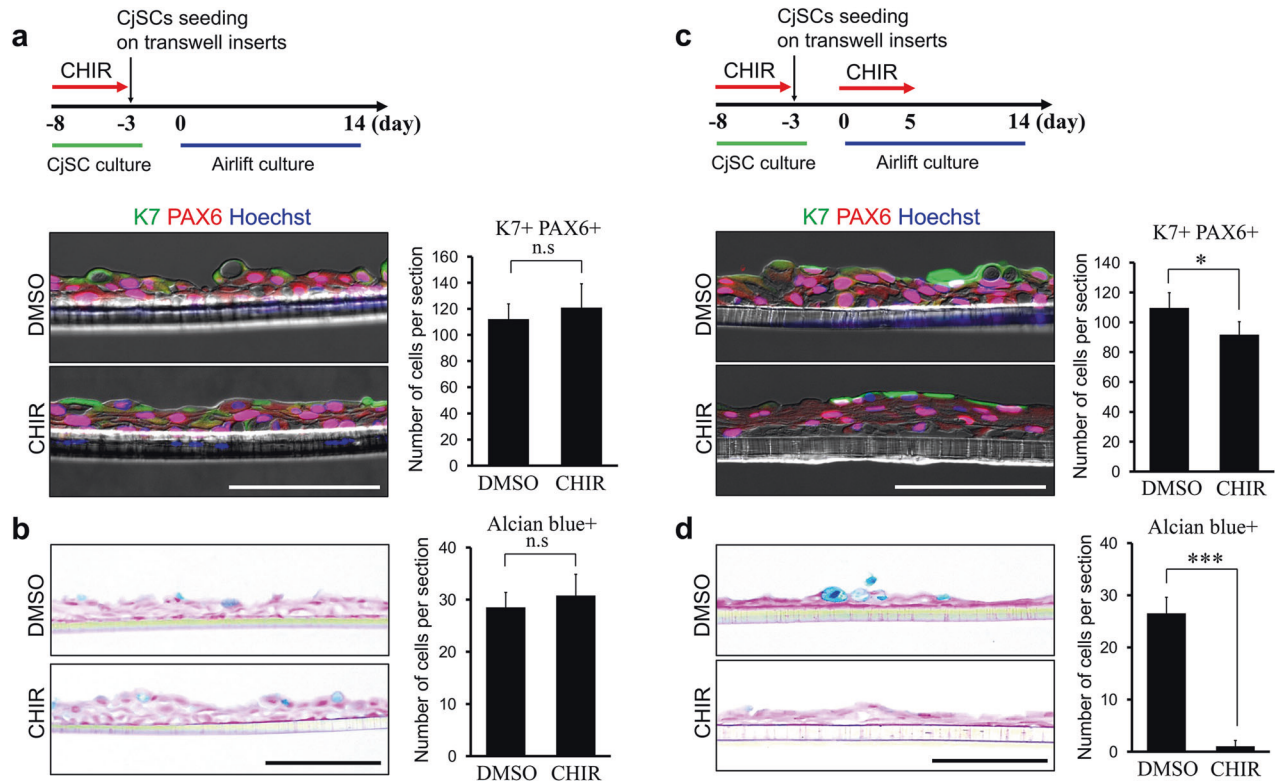 a
CjSCs seeding
on transwell inserts
CHIR
-8 -3 0 14 (day)
CjSC culture Airlift culture
K7 PAX6 Hoechst
DMSO
CHIR
K7+ PAX6+
n.s
Number of cells per section
160
140
120
100
80
60
40
20
0
DMSO CHIR
b
DMSO
CHIR
Alcian blue+
n.s
Number of cells per section
40
30
20
10
0
DMSO CHIR
c
CjSCs seeding
on transwell inserts
CHIR CHIR
-8 -3 0 5 14 (day)
CjSC culture Airlift culture
K7 PAX6 Hoechst
DMSO
CHIR
K7+ PAX6+
*
Number of cells per section
140
120
100
80
60
40
20
0
DMSO CHIR
d
DMSO
CHIR
Alcian blue+
***
Number of cells per section
40
30
20
10
0
DMSO CHIR